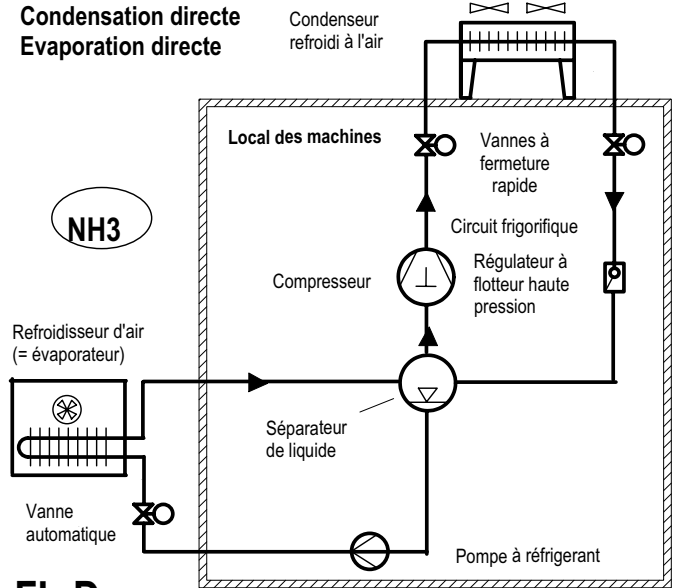 Condensation directe
Evaporation directe
Condenseur
refroidi à l'air
Local des machines
Vannes à
fermeture
rapide
NH3
Circuit frigorifique
Compresseur
Régulateur à
flotteur haute
pression
Refroidisseur d'air
(= évaporateur)
Séparateur
de liquide
Vanne
automatique
Pompe à réfrigerant